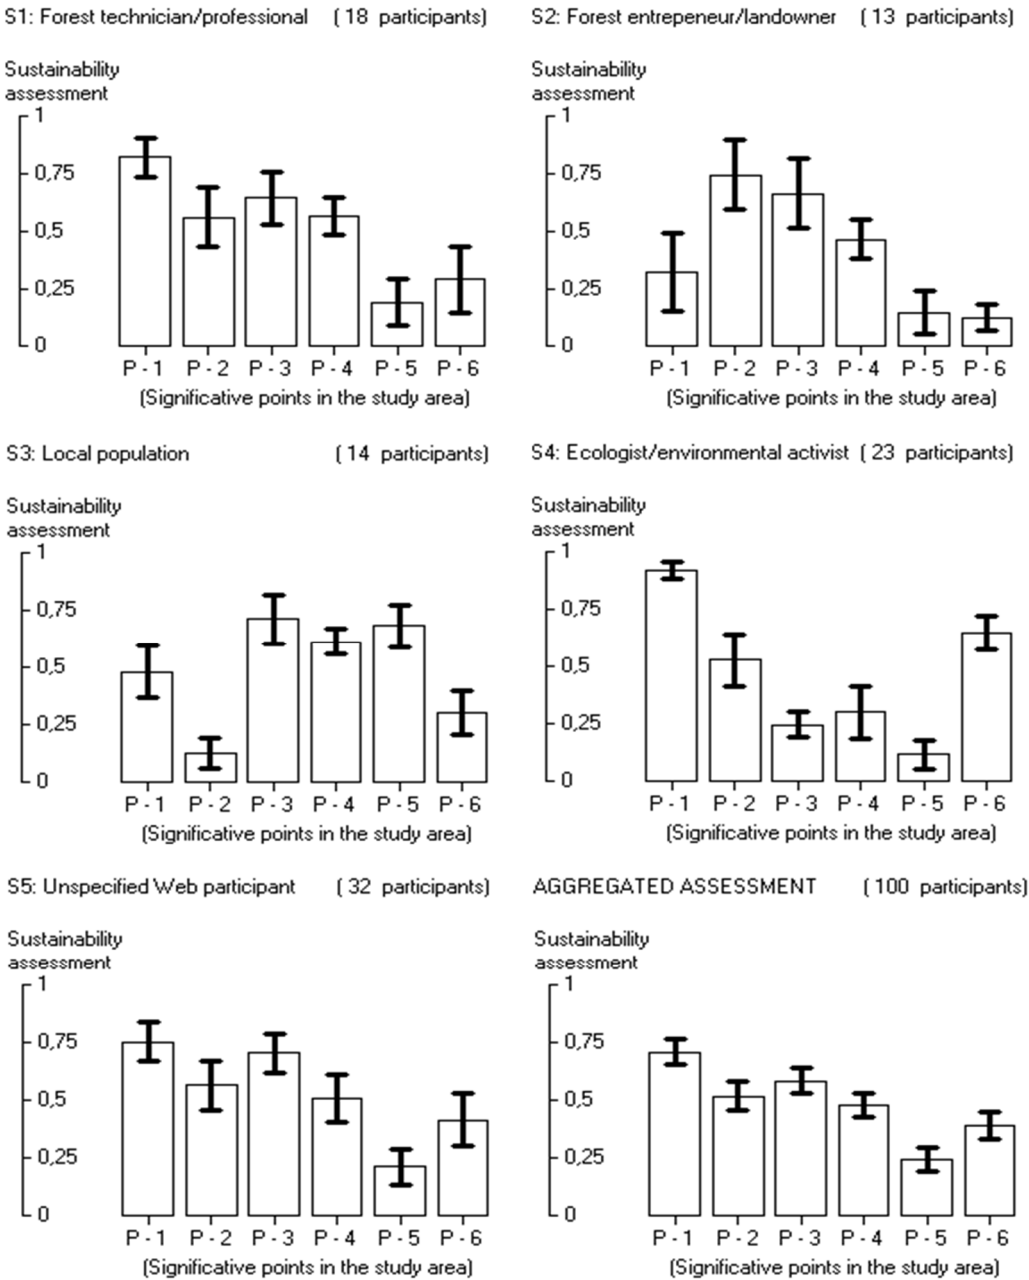 S1: Forest technician/professional ( 18 participants)
Sustainability
assessment
1
0,75
0,5
0,25
0
P - 1 P - 2 P - 3 P - 4 P - 5 P - 6
(Significative points in the study area)
S2: Forest entrepeneur/landowner ( 13 participants)
Sustainability
assessment
1
0,75
0,5
0,25
0
P - 1 P - 2 P - 3 P - 4 P - 5 P - 6
(Significative points in the study area)
S3: Local population ( 14 participants)
Sustainability
assessment
1
0,75
0,5
0,25
0
P - 1 P - 2 P - 3 P - 4 P - 5 P - 6
(Significative points in the study area)
S4: Ecologist/environmental activist ( 23 participants)
Sustainability
assessment
1
0,75
0,5
0,25
0
P - 1 P - 2 P - 3 P - 4 P - 5 P - 6
(Significative points in the study area)
S5: Unspecified Web participant ( 32 participants)
Sustainability
assessment
1
0,75
0,5
0,25
0
P - 1 P - 2 P - 3 P - 4 P - 5 P - 6
(Significative points in the study area)
AGGREGATED ASSESSMENT ( 100 participants)
Sustainability
assessment
1
0,75
0,5
0,25
0
P - 1 P - 2 P - 3 P - 4 P - 5 P - 6
(Significative points in the study area)